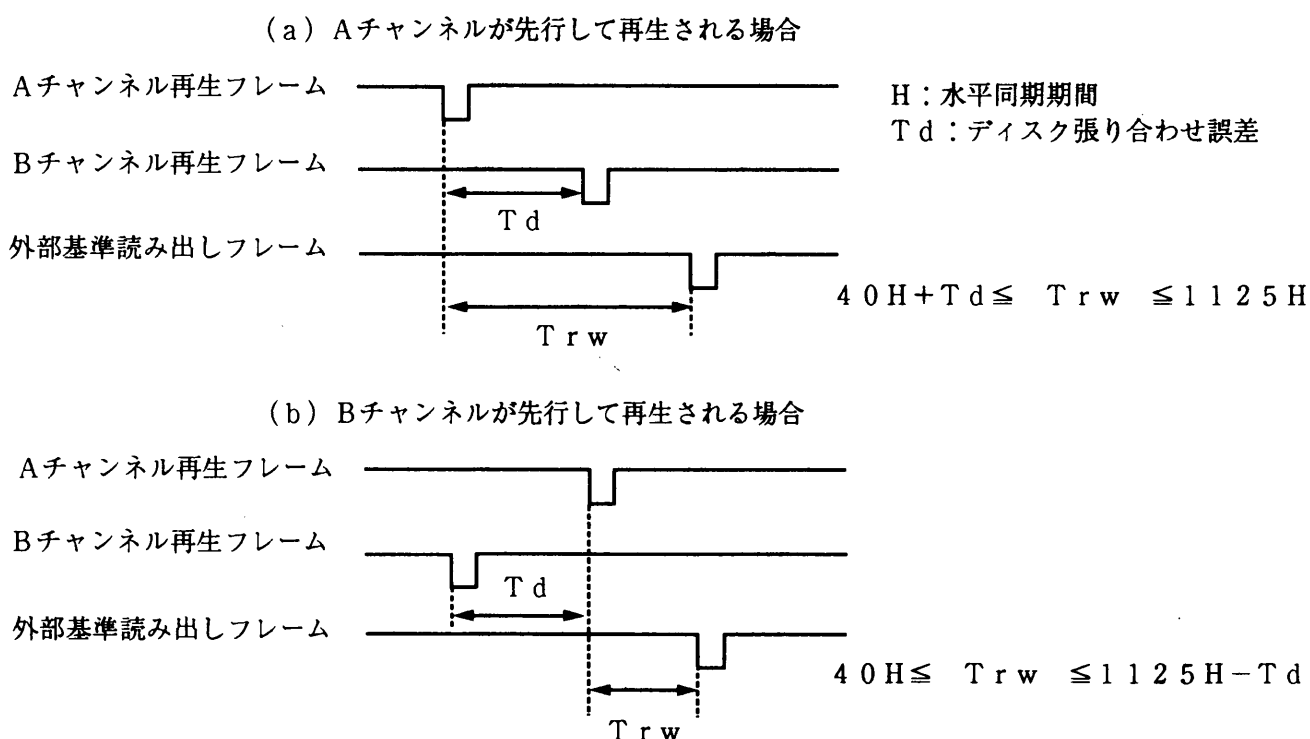 (a) Aチャンネルが先行して再生される場合
Aチャンネル再生フレーム
H：水平同期期間
Td：ディスク張り合わせ誤差
Bチャンネル再生フレーム
Td
外部基準読み出しフレーム
40H+Td≦ Trw ≦1125H
Trw
(b) Bチャンネルが先行して再生される場合
Aチャンネル再生フレーム
Bチャンネル再生フレーム
Td
外部基準読み出しフレーム
40H≦ Trw ≦1125H−Td
Trw